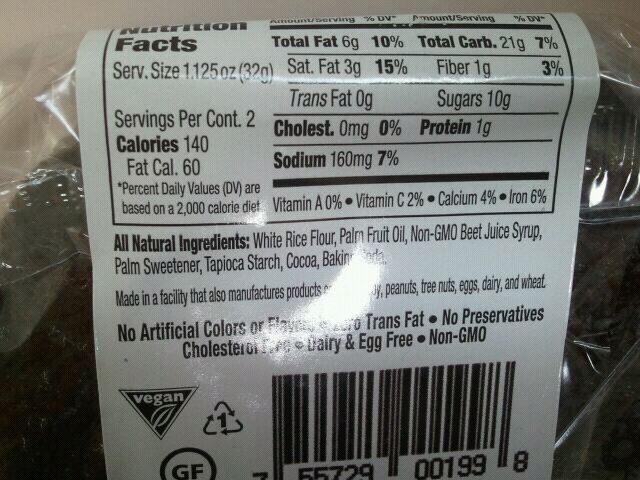 Nutrition Facts
Serv. Size 1.125 oz (32g)
Servings Per Cont. 2
Calories 140
Fat Cal. 60
*Percent Daily Values (DV) are
based on a 2,000 calorie diet.
Amount/Serving % DV* Amount/Serving % DV*
Total Fat 6g 10% Total Carb. 21g 7%
Sat. Fat 3g 15% Fiber 1g 3%
Trans Fat 0g Sugars 10g
Cholest. 0mg 0% Protein 1g
Sodium 160mg 7%
Vitamin A 0% • Vitamin C 2% • Calcium 4% • Iron 6%
All Natural Ingredients: White Rice Flour, Palm Fruit Oil, Non-GMO Beet Juice Syrup,
Palm Sweetener, Tapioca Starch, Cocoa, Baking Soda.
Made in a facility that also manufactures products peanuts, tree nuts, eggs, dairy, and wheat.
No Artificial Colors or Flavors • Zero Trans Fat • No Preservatives
Cholesterol Free • Dairy & Egg Free • Non-GMO
vegan
1
GF
7 55729 00199 8